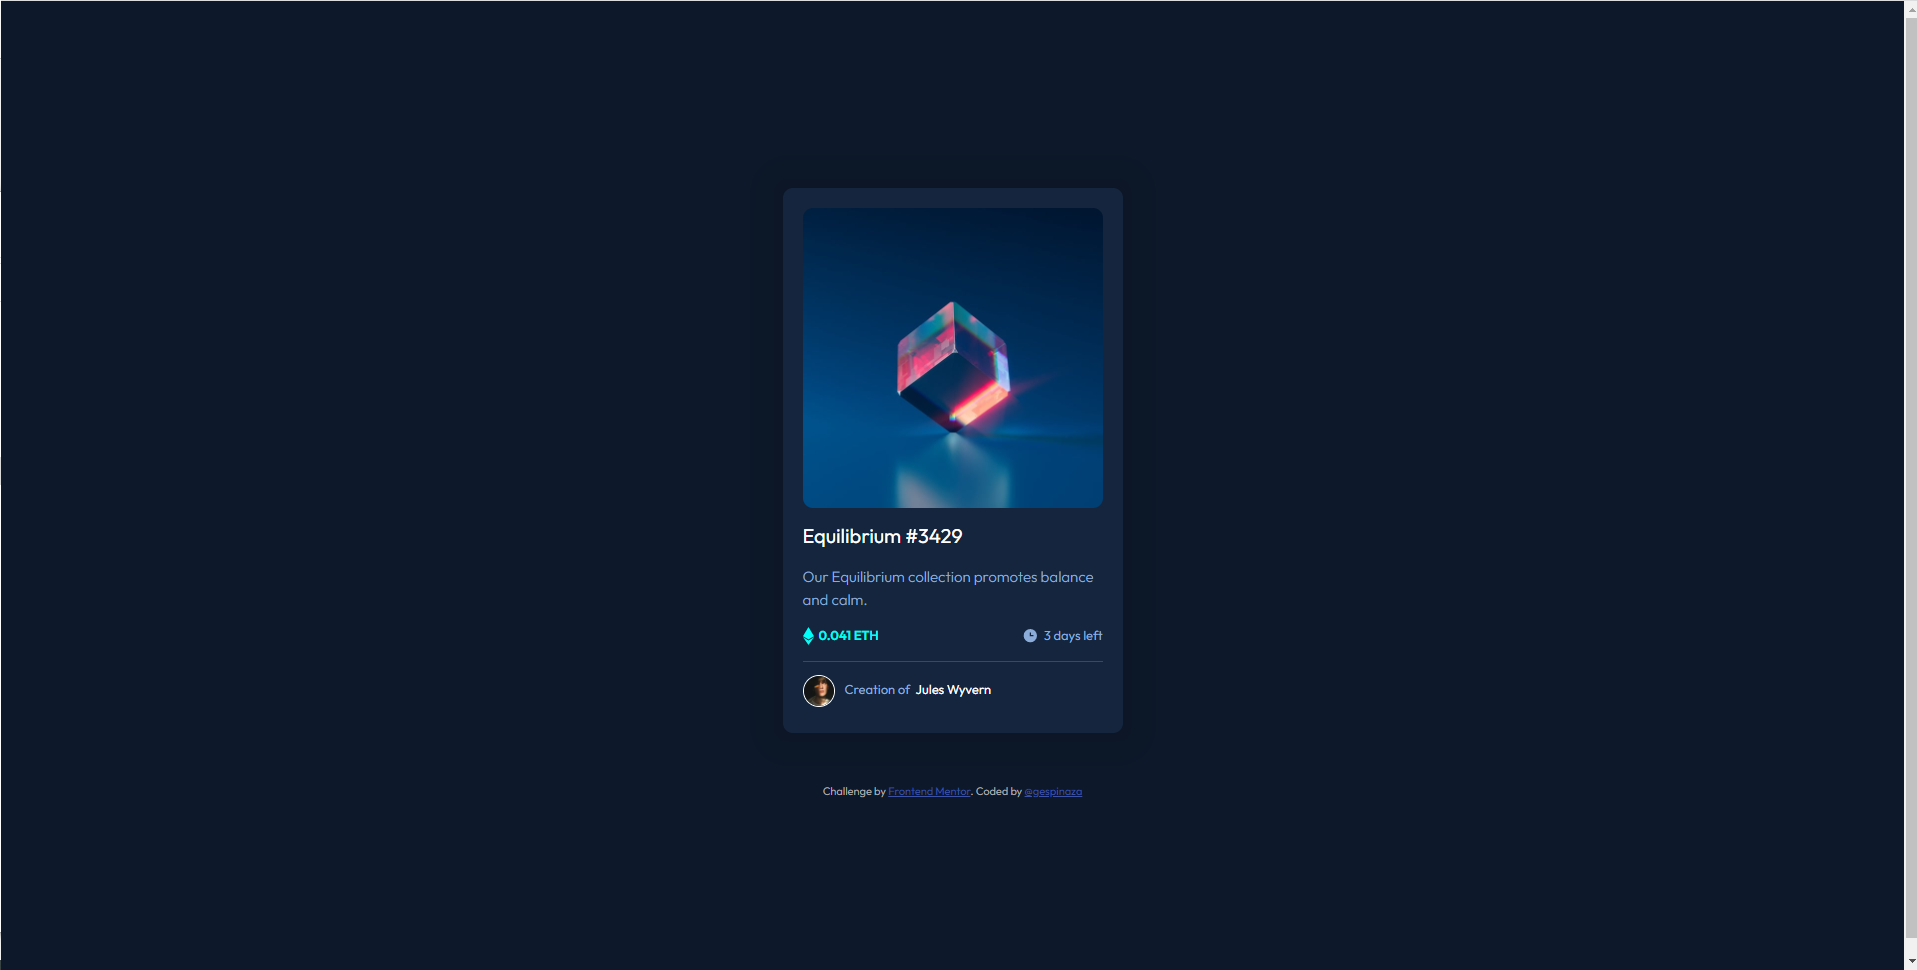 Equilibrium #3429
Our Equilibrium collection promotes balance
and calm.
0.041 ETH
3 days left
Creation of Jules Wyvern
Challenge by Frontend Mentor. Coded by @gespinaza